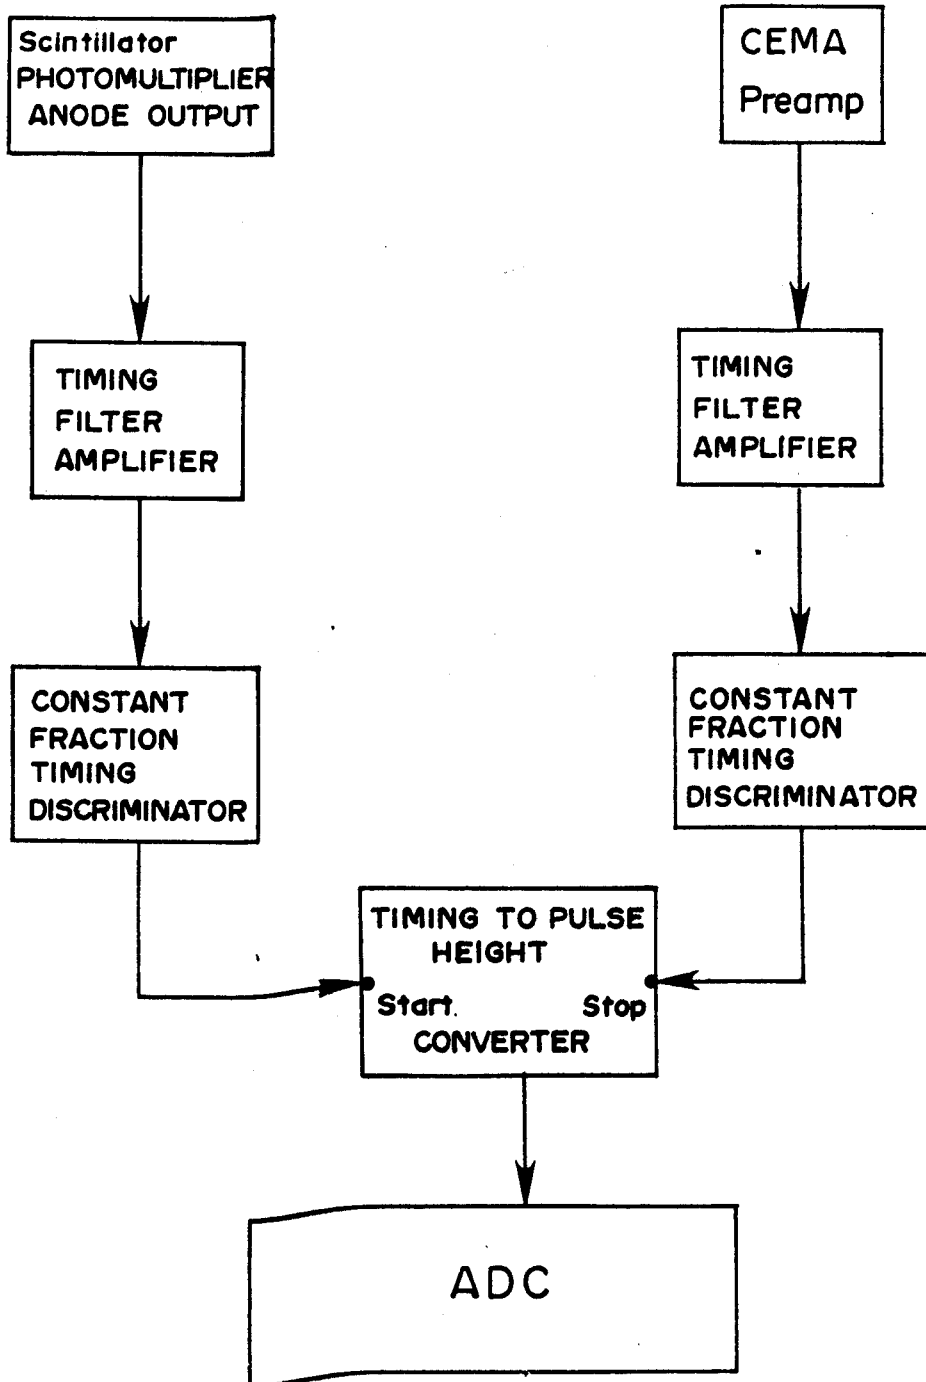 Scintillator
PHOTOMULTIPLIER
ANODE OUTPUT
CEMA
Preamp
TIMING
FILTER
AMPLIFIER
TIMING
FILTER
AMPLIFIER
CONSTANT
FRACTION
TIMING
DISCRIMINATOR
CONSTANT
FRACTION
TIMING
DISCRIMINATOR
TIMING TO PULSE
HEIGHT
Start Stop
CONVERTER
ADC